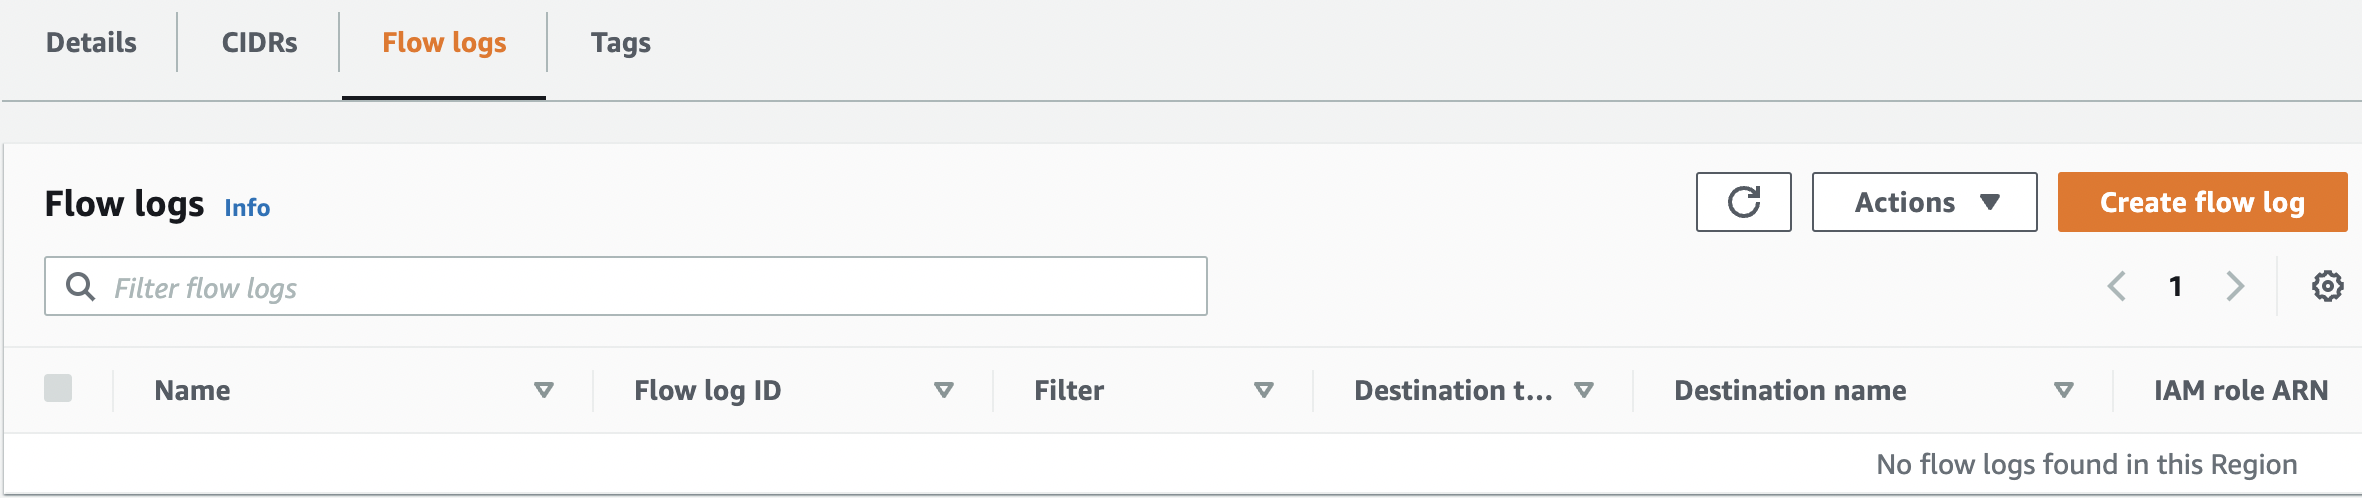 Details CIDRs Flow logs Tags
Flow logs Info Actions Create flow log
Filter flow logs 1
Name Flow log ID Filter Destination t... Destination name IAM role ARN
No flow logs found in this Region